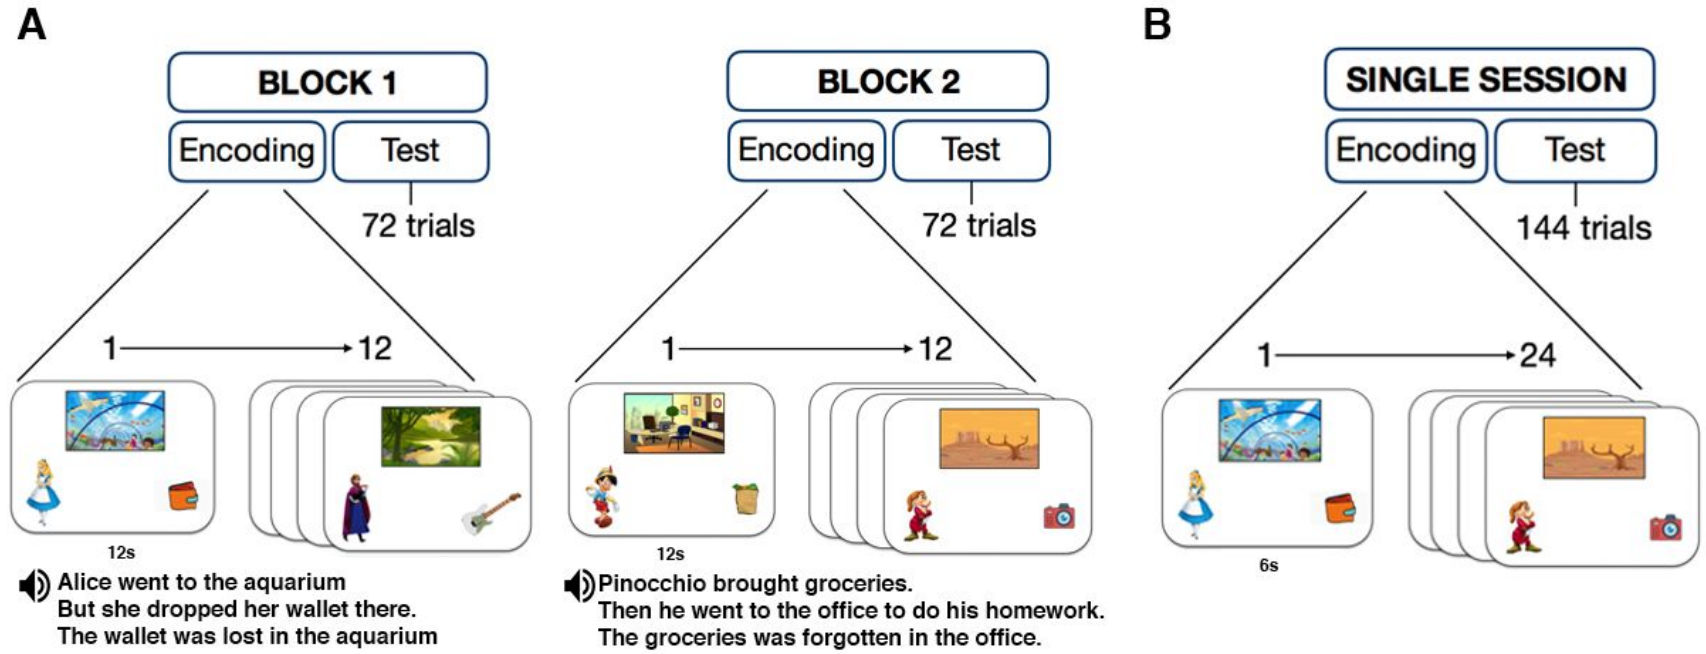 A
BLOCK 1
Encoding
Test
72 trials
1
12
12s
Alice went to the aquarium
But she dropped her wallet there.
The wallet was lost in the aquarium
BLOCK 2
Encoding
Test
72 trials
1
12
12s
Pinocchio brought groceries.
Then he went to the office to do his homework.
The groceries was forgotten in the office.
B
SINGLE SESSION
Encoding
Test
144 trials
1
24
6s